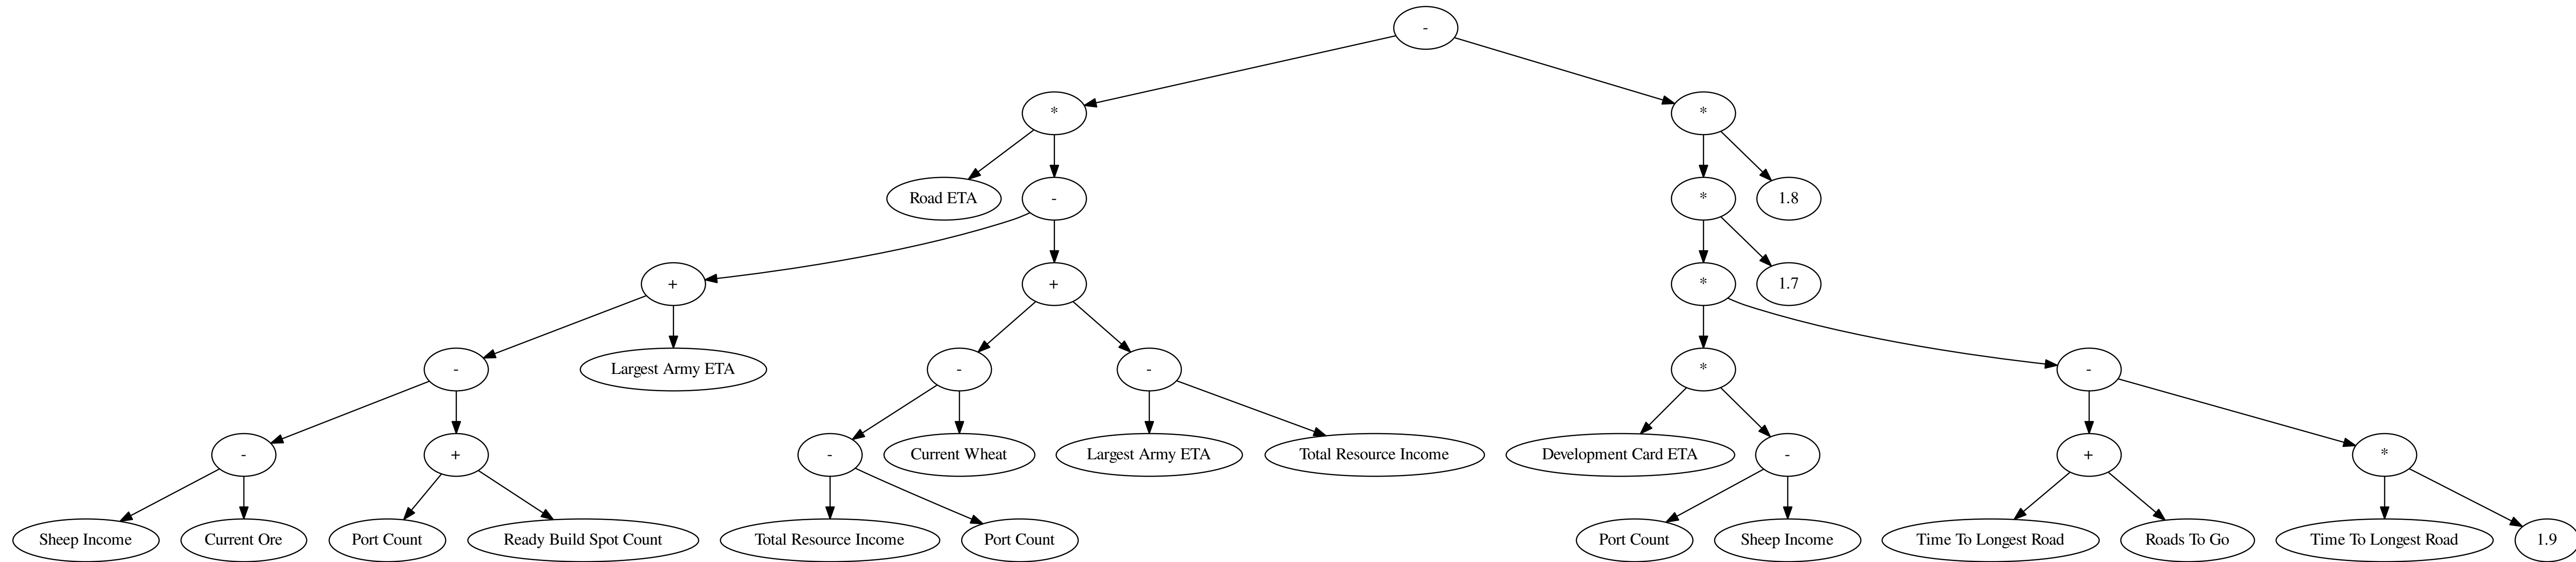 -
* *
Road ETA - * 1.8
+ + * 1.7
- Largest Army ETA - - * -
- + - Current Wheat Largest Army ETA Total Resource Income Development Card ETA - + *
Sheep Income Current Ore Port Count Ready Build Spot Count Total Resource Income Port Count Port Count Sheep Income Time To Longest Road Roads To Go Time To Longest Road 1.9